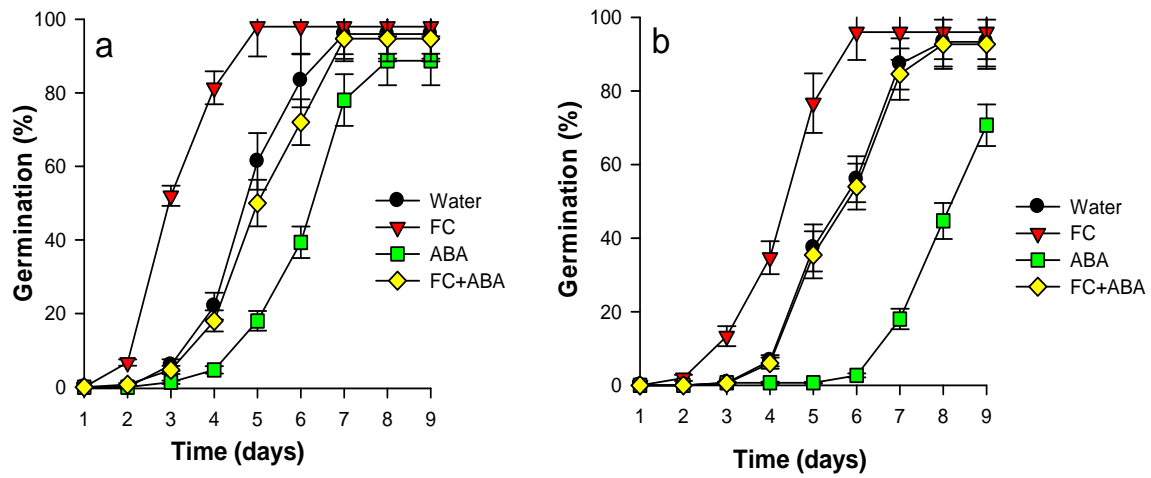 a
Germination (%)
100
80
60
40
20
0
1 2 3 4 5 6 7 8 9
Time (days)
Water
FC
ABA
FC+ABA
b
Germination (%)
100
80
60
40
20
0
1 2 3 4 5 6 7 8 9
Time (days)
Water
FC
ABA
FC+ABA